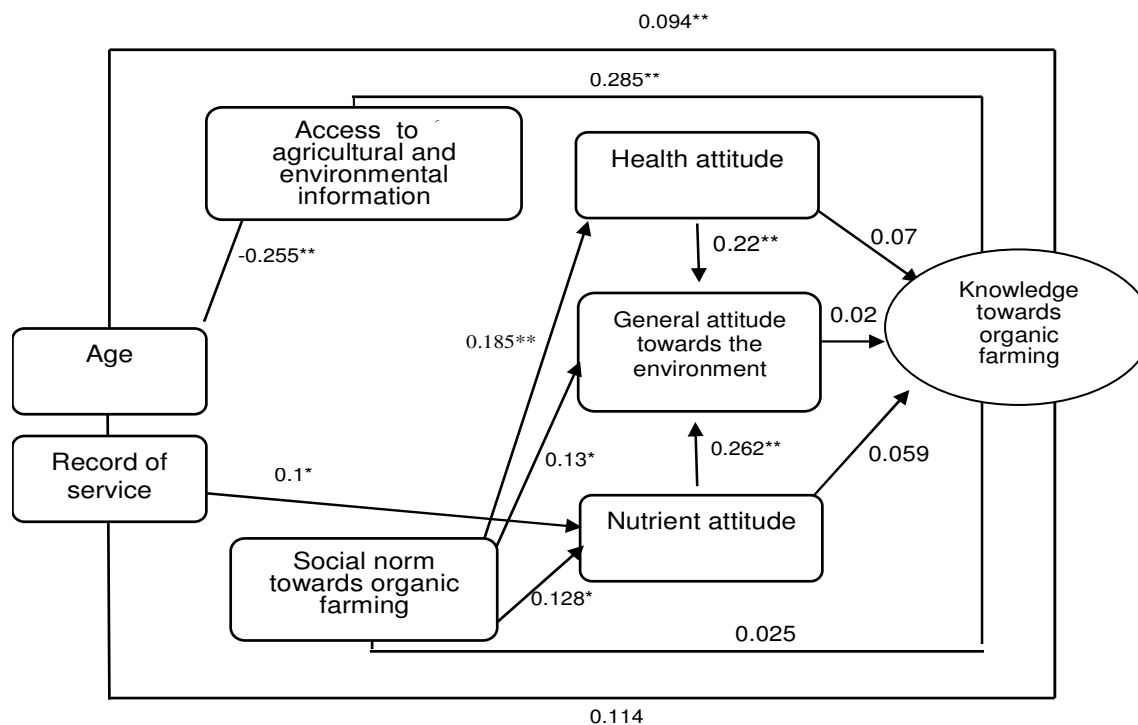 0.094**
0.285**
Access to
agricultural and
environmental
information
Health attitude
-0.255**
0.22**
0.07
Knowledge
towards
organic
farming
General attitude
towards the
environment
0.02
0.185**
Age
Record of
service
0.1*
0.13*
0.262**
0.059
Nutrient attitude
Social norm
towards organic
farming
0.128*
0.025
0.114